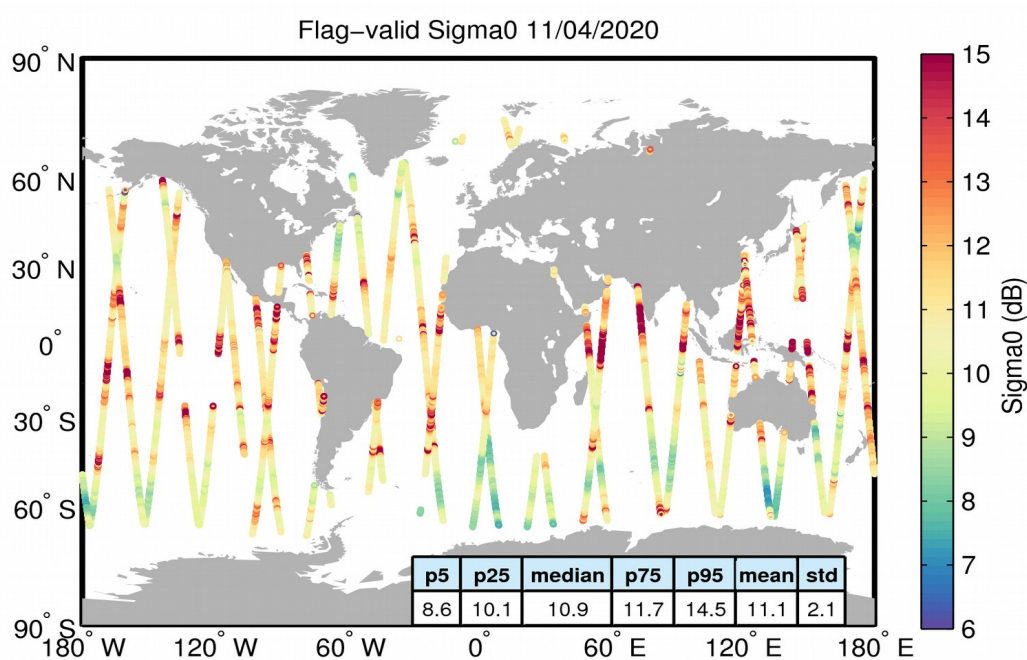 Flag−valid Sigma0 11/04/2020
90° N
60° N
30° N
0°
30° S
60° S
90° S
180° W
120° W
60° W
0°
60° E
120° E
180° E
p5 p25 median p75 p95 mean std
8.6 10.1 10.9 11.7 14.5 11.1 2.1
15
14
13
12
11
10
9
8
7
6
Sigma0 (dB)